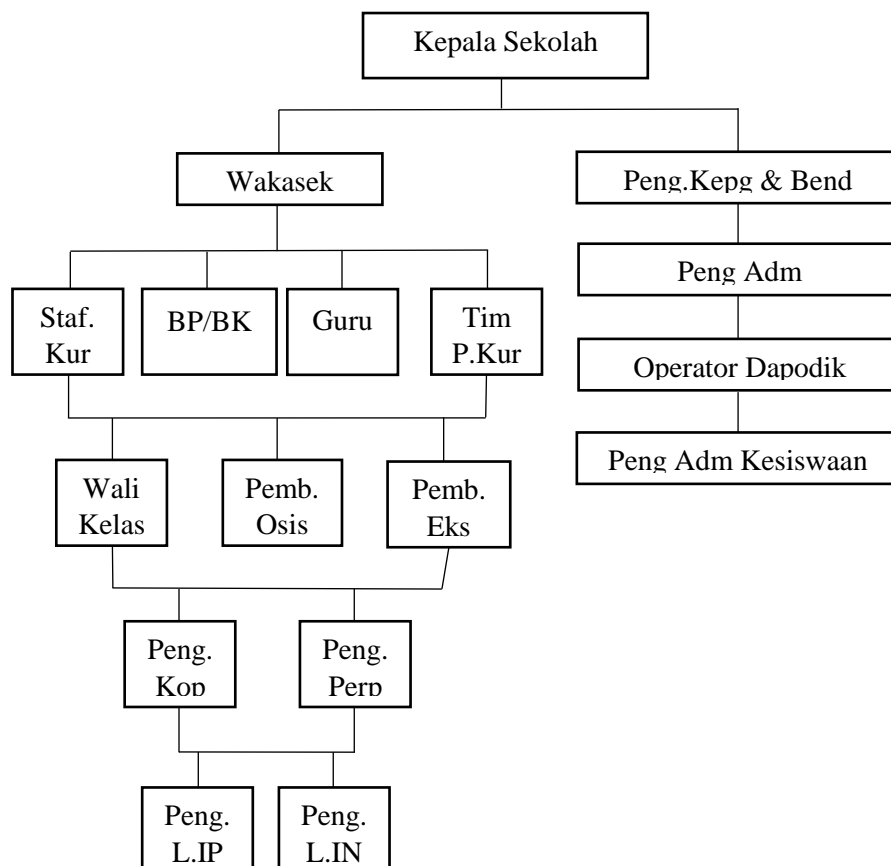 Kepala Sekolah
Wakasek
Peng.Kepg & Bend
Peng Adm
Staf.
Kur
BP/BK
Guru
Tim
P.Kur
Operator Dapodik
Peng Adm Kesiswaan
Wali
Kelas
Pemb.
Osis
Pemb.
Eks
Peng.
Kop
Peng.
Perp
Peng.
L.IP
Peng.
L.IN